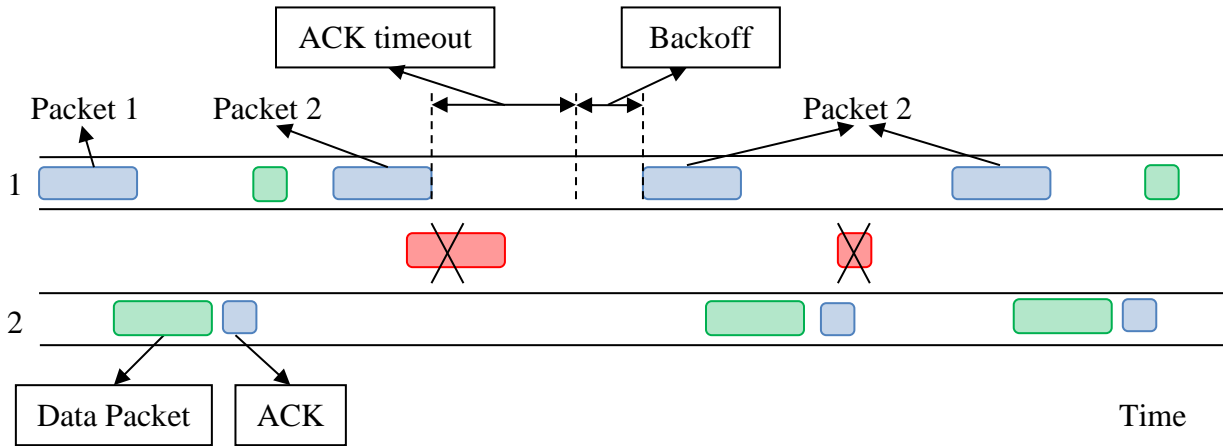 ACK timeout
Backoff
Packet 1
Packet 2
Packet 2
1
2
Data Packet
ACK
Time